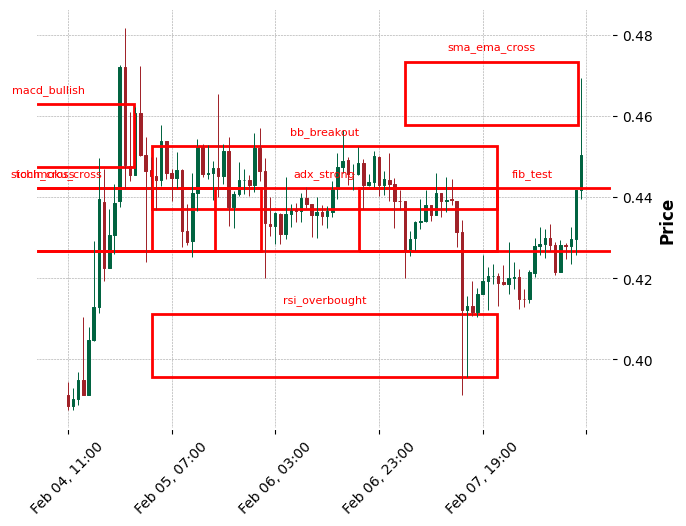 0.48
sma_ema_cross
macd_bullish
0.46
bb_breakout
adx_strong
fib_test
0.44
Price
0.42
rsi_overbought
0.40
Feb 04, 11:00
Feb 05, 07:00
Feb 06, 03:00
Feb 06, 23:00
Feb 07, 19:00